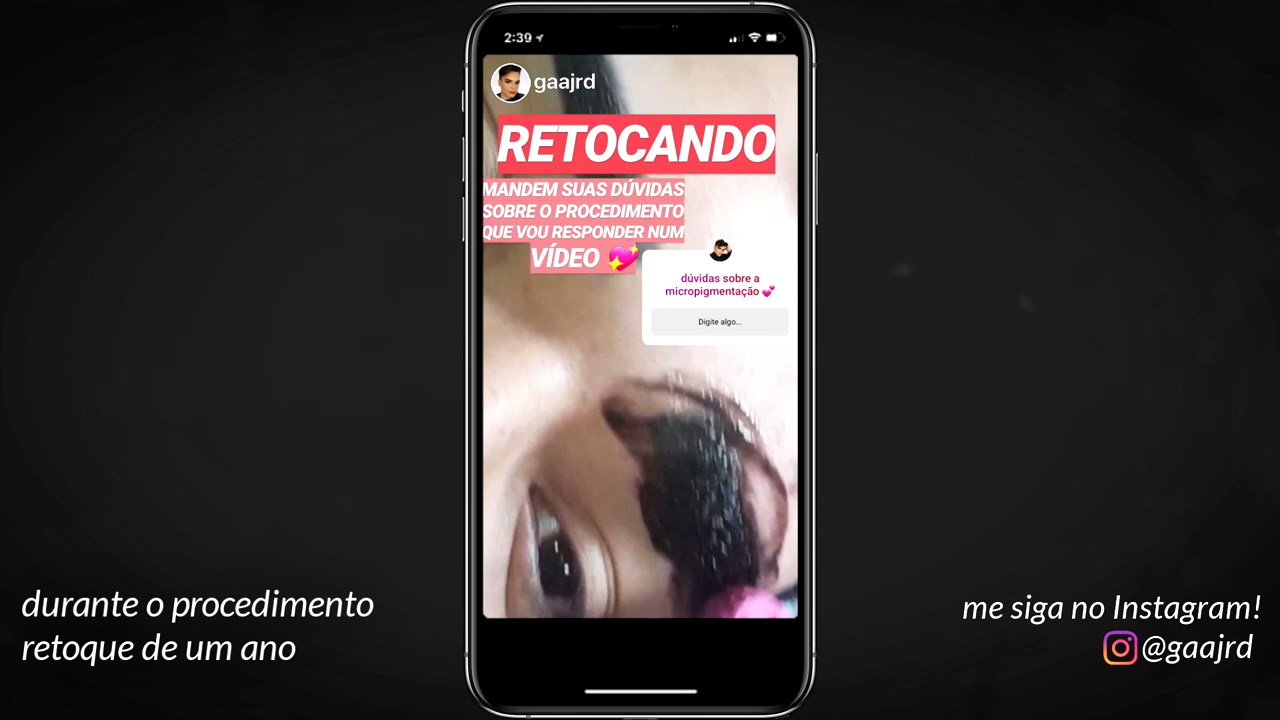 2:39
gaajrd
RETOCANDO
MANDEM SUAS DÚVIDAS
SOBRE O PROCEDIMENTO
QUE VOU RESPONDER NUM
VÍDEO 💖
dúvidas sobre a
micropigmentação 💕
Digite algo...
durante o procedimento
retoque de um ano
me siga no Instagram!
@gaajrd